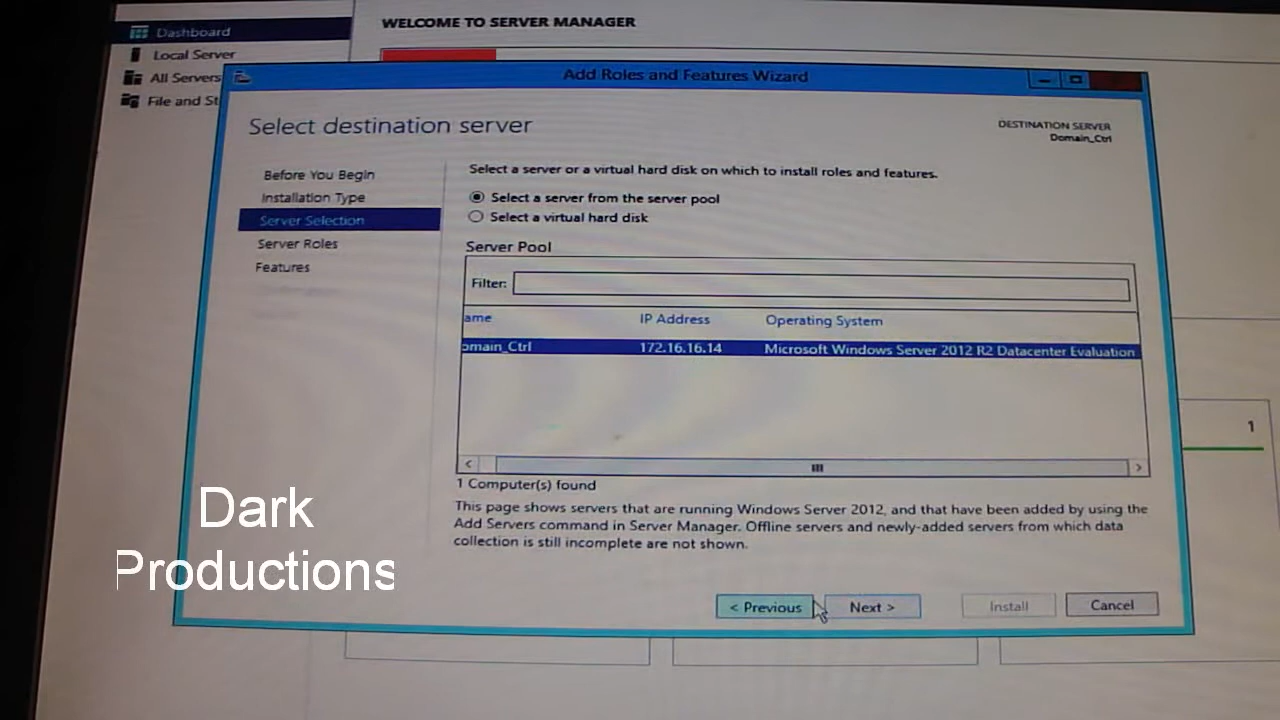 WELCOME TO SERVER MANAGER
Dashboard
Local Server
All Servers
File and St
Add Roles and Features Wizard
Select destination server
DESTINATION SERVER
Domain_Ctrl
Before You Begin
Installation Type
Server Selection
Server Roles
Features
Select a server or a virtual hard disk on which to install roles and features.
Select a server from the server pool
Select a virtual hard disk
Server Pool
Filter:
ame IP Address Operating System
omain_Ctrl 172.16.16.14 Microsoft Windows Server 2012 R2 Datacenter Evaluation
1 Computer(s) found
This page shows servers that are running Windows Server 2012, and that have been added by using the
Add Servers command in Server Manager. Offline servers and newly-added servers from which data
collection is still incomplete are not shown.
< Previous Next > Install Cancel
1
Dark
Productions